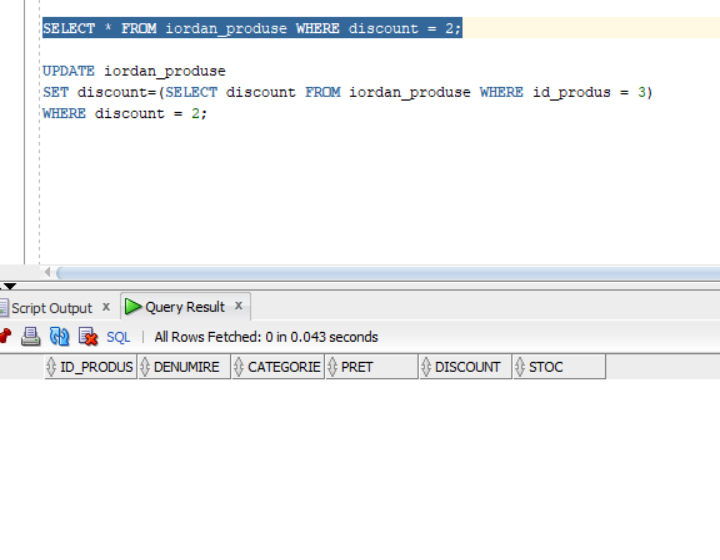 SELECT * FROM iordan_produse WHERE discount = 2;
UPDATE iordan_produse
SET discount=(SELECT discount FROM iordan_produse WHERE id_produs = 3)
WHERE discount = 2;
Script Output x Query Result x
SQL | All Rows Fetched: 0 in 0.043 seconds
ID_PRODUS DENUMIRE CATEGORIE PRET DISCOUNT STOC